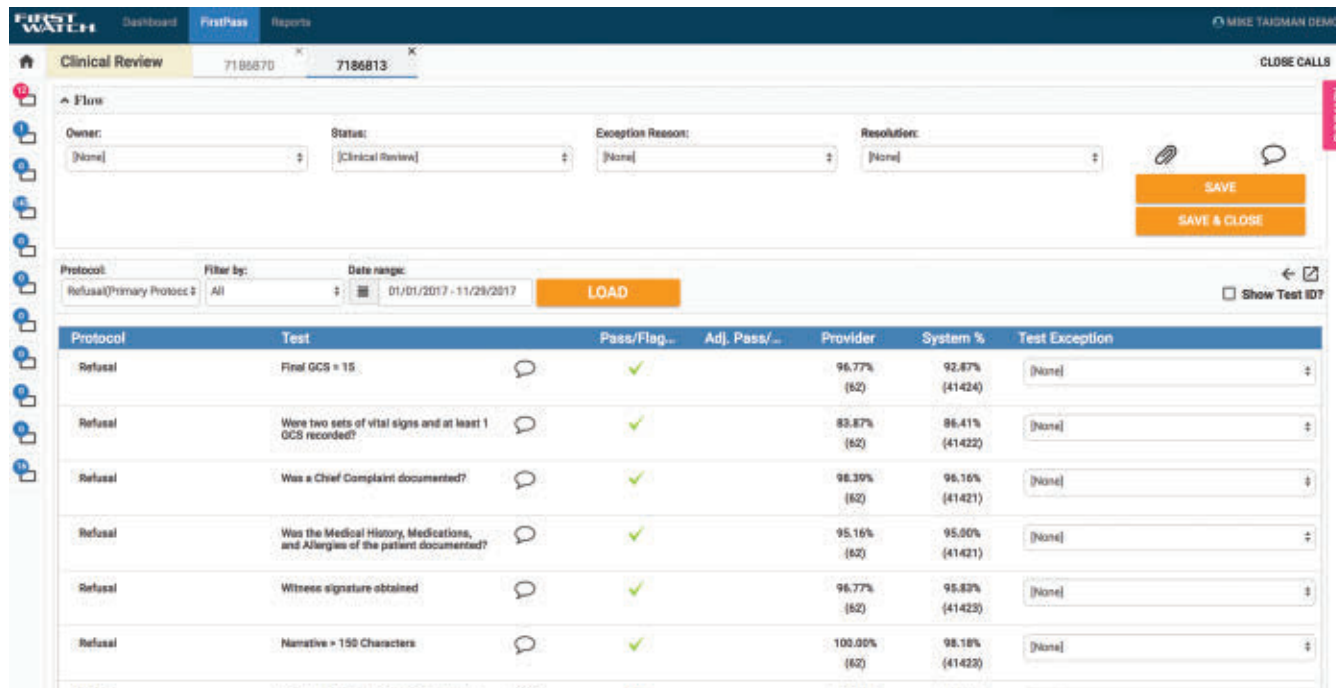 FIRST WATCH Dashboard FirstPass Reports MIKE TAIGMAN DEMO
Clinical Review 7186870 × 7186813 × CLOSE CALLS
Flow
Owner: Status: Exception Reason: Resolution:
[None] [Clinical Review] [None] [None]
SAVE
SAVE & CLOSE
Protocol: Filter by: Date range:
Refusal(Primary Protocol All 01/01/2017 - 11/29/2017 LOAD
Show Test ID?
Protocol Test Pass/Flag... Adj. Pass/... Provider System % Test Exception
Refusal Final GCS = 15 96.77% 92.87% [None]
(62) (41424)
Refusal Were two sets of vital signs and at least 1 83.87% 86.41% [None]
GCS recorded? (62) (41422)
Refusal Was a Chief Complaint documented? 98.39% 96.16% [None]
(62) (41421)
Refusal Was the Medical History, Medications, 95.16% 95.00% [None]
and Allergies of the patient documented? (62) (41421)
Refusal Witness signature obtained 96.77% 95.83% [None]
(62) (41423)
Refusal Narrative > 150 Characters 100.00% 98.18% [None]
(62) (41423)